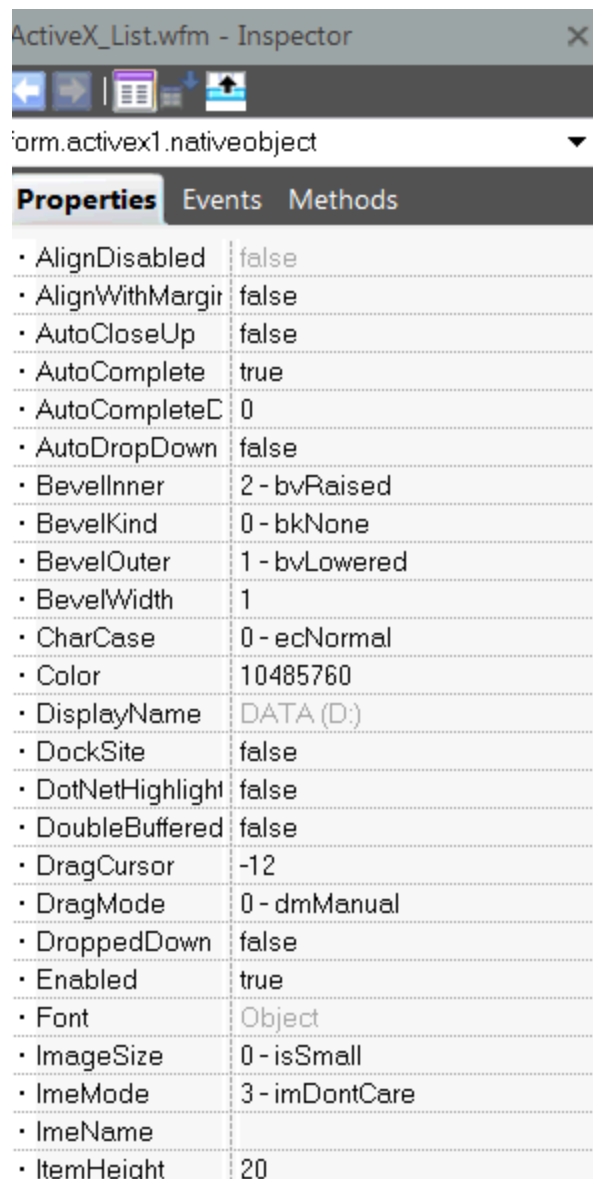 ActiveX_List.wfm - Inspector
form.activex1.nativeobject
Properties Events Methods
AlignDisabled false
AlignWithMargin false
AutoCloseUp false
AutoComplete true
AutoCompleteD 0
AutoDropDown false
BevelInner 2 - bvRaised
BevelKind 0 - bkNone
BevelOuter 1 - bvLowered
BevelWidth 1
CharCase 0 - ecNormal
Color 10485760
DisplayName DATA (D:)
DockSite false
DotNetHighlight false
DoubleBuffered false
DragCursor -12
DragMode 0 - dmManual
DroppedDown false
Enabled true
Font Object
ImageSize 0 - isSmall
ImeMode 3 - imDontCare
ImeName
ItemHeight 20